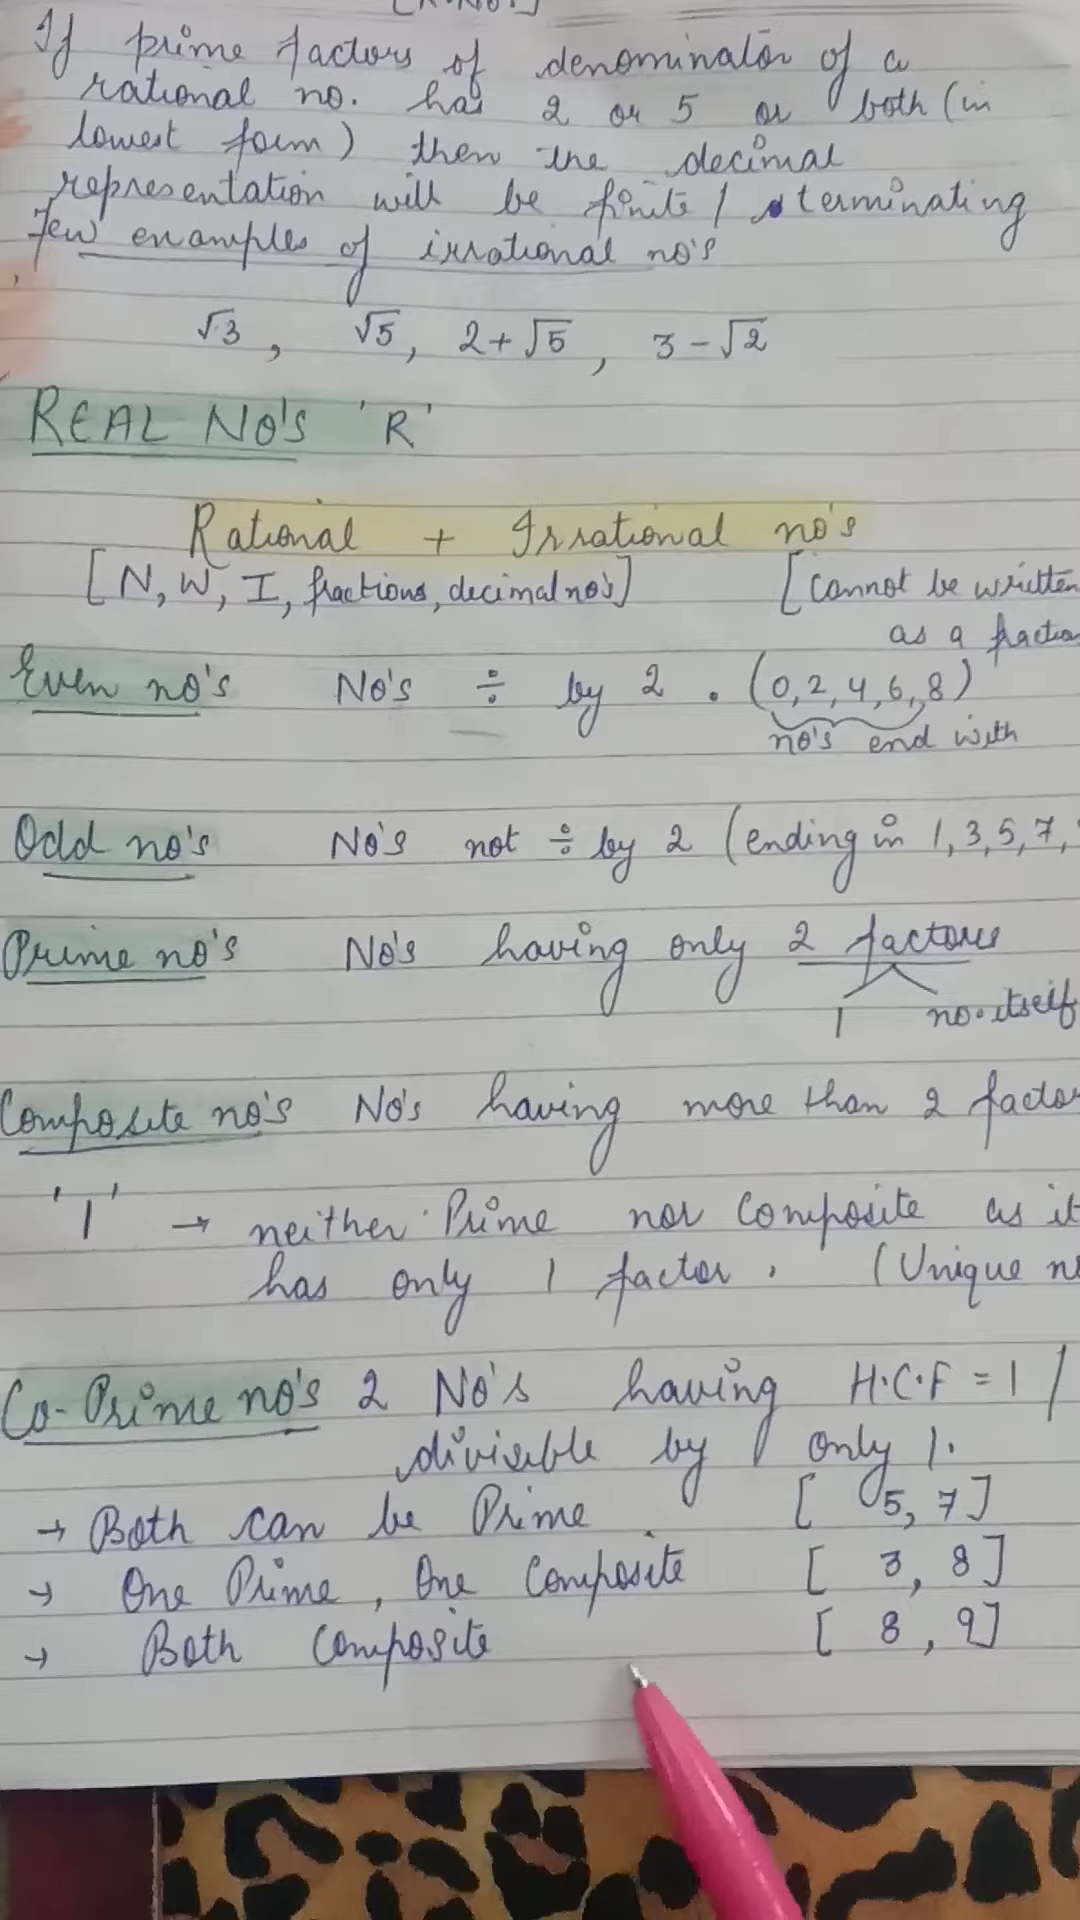 If prime factors of denominator of a
rational no. has 2 or 5 or both (in
lowest form) then the decimal
representation will be finite / terminating
Few examples of irrational no's
√3, √5, 2+√5, 3-√2
REAL NO'S 'R'
Rational + Irrational no's
[N, W, I, fractions, decimal no's] [Cannot be written
as a fraction
Even no's NO'S ÷ by 2. (0,2,4,6,8)
no's end with
Odd no's NO'S not ÷ by 2 (ending in 1,3,5,7,
Prime no's NO'S having only 2 factors
1 no. itself
Composite no's NO'S having more than 2 factor
'1' → neither Prime nor Composite as it
has only 1 factor. (Unique n
Co-Prime no's 2 NO'S having H.C.F = 1 /
divisible by only 1.
→ Both can be Prime [5, 7]
→ One Prime, One Composite [3, 8]
→ Both Composite [8, 9]